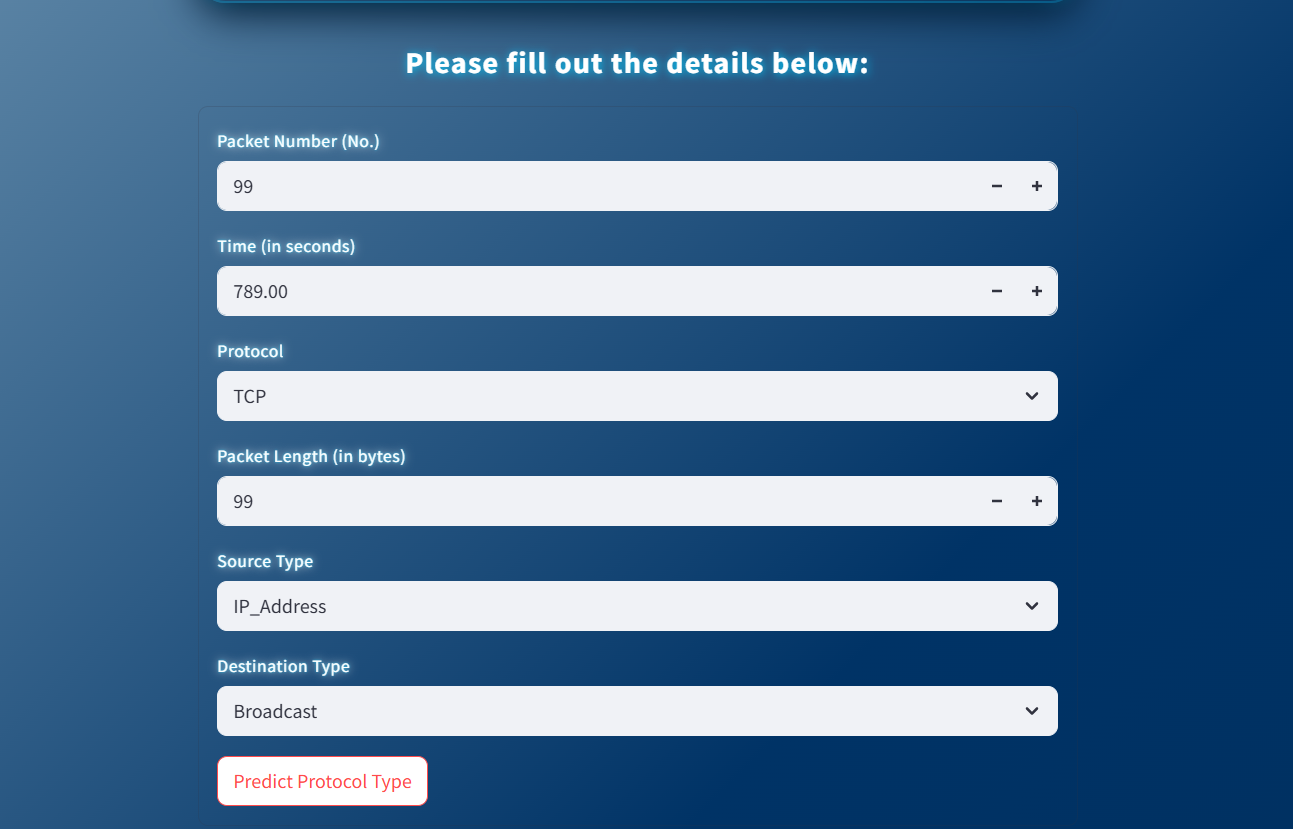 Please fill out the details below:
Packet Number (No.)
99
Time (in seconds)
789.00
Protocol
TCP
Packet Length (in bytes)
99
Source Type
IP_Address
Destination Type
Broadcast
Predict Protocol Type